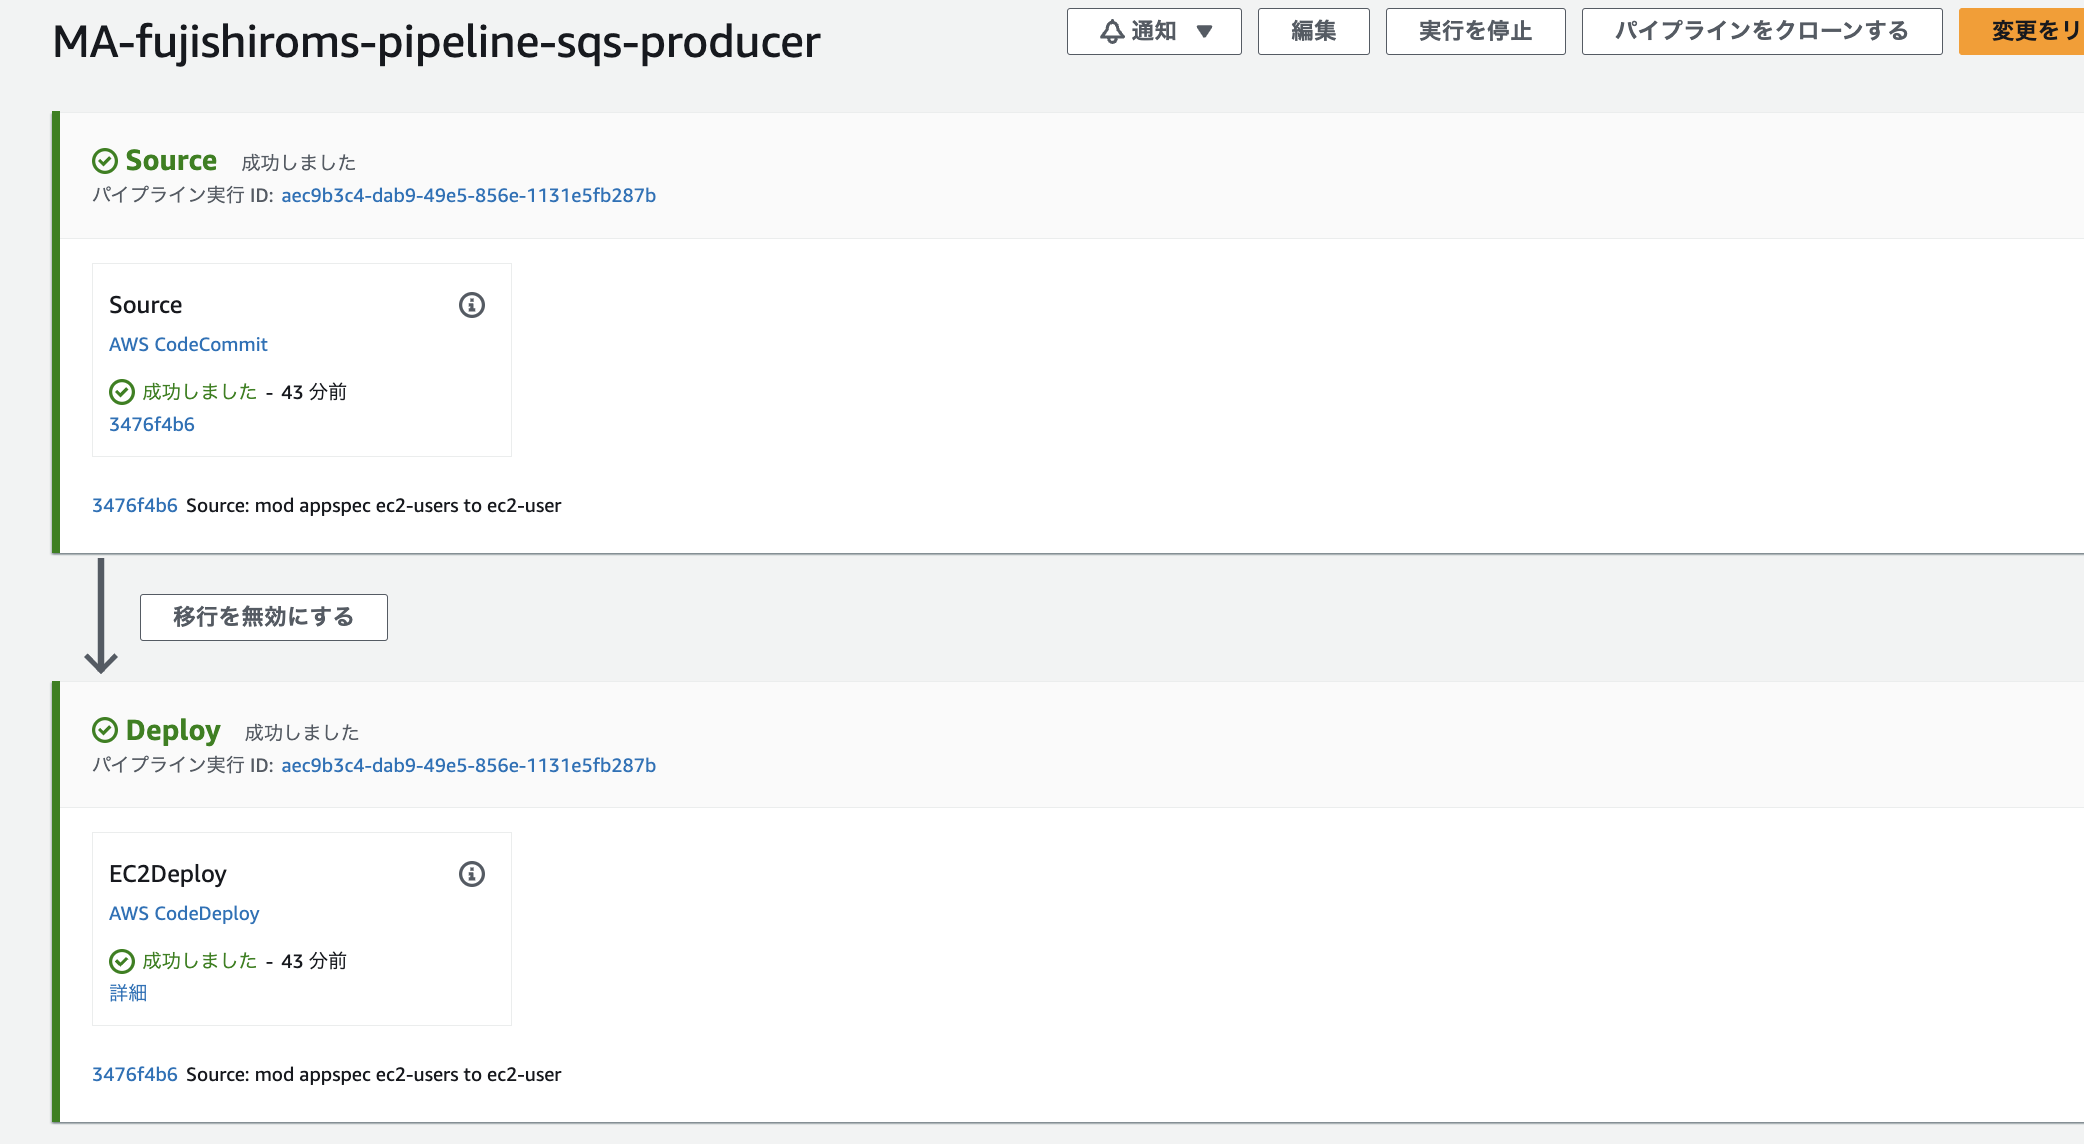 MA-fujishiroms-pipeline-sqs-producer
通知 ▼
編集
実行を停止
パイプラインをクローンする
変更をリ
Source 成功しました
パイプライン実行 ID: aec9b3c4-dab9-49e5-856e-1131e5fb287b
Source
AWS CodeCommit
成功しました - 43 分前
3476f4b6
3476f4b6 Source: mod appspec ec2-users to ec2-user
移行を無効にする
Deploy 成功しました
パイプライン実行 ID: aec9b3c4-dab9-49e5-856e-1131e5fb287b
EC2Deploy
AWS CodeDeploy
成功しました - 43 分前
詳細
3476f4b6 Source: mod appspec ec2-users to ec2-user